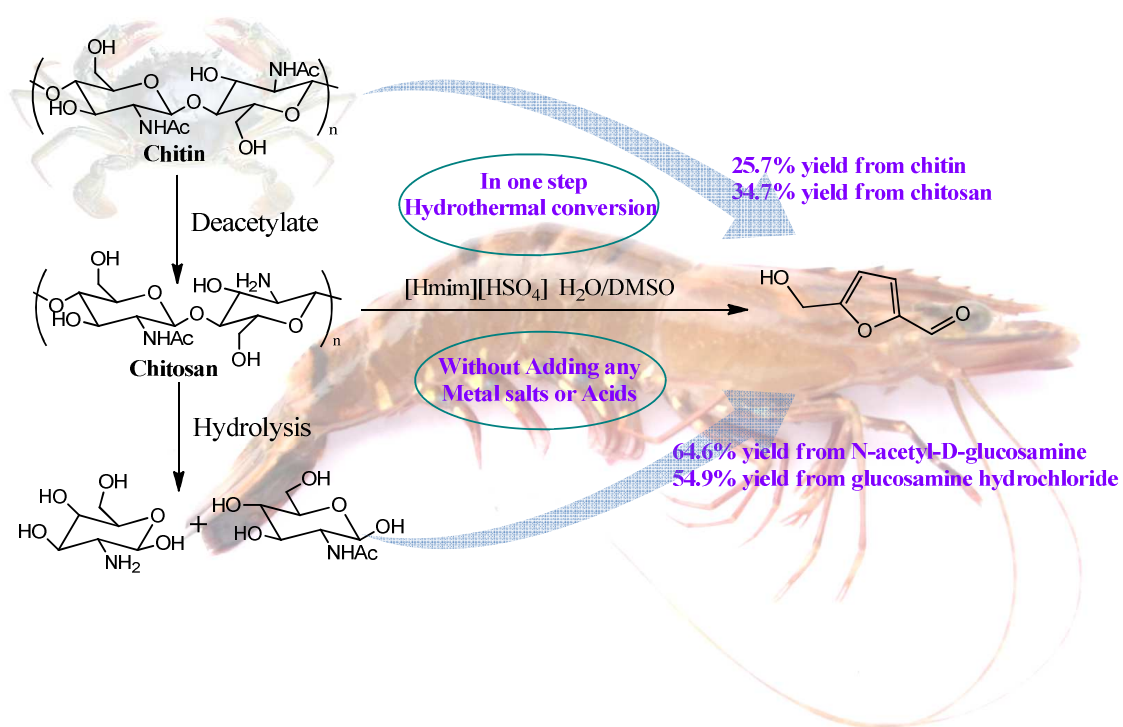 OH
O
HO
NHAc
O
HO
NHAc
O
O
OH
n
Chitin
25.7% yield from chitin
34.7% yield from chitosan
In one step
Hydrothermal conversion
Deacetylate
OH
O
HO
NHAc
O
HO
H2N
O
O
OH
n
Chitosan
[Hmim][HSO4] H2O/DMSO
HO
O
O
Without Adding any
Metal salts or Acids
Hydrolysis
64.6% yield from N-acetyl-D-glucosamine
54.9% yield from glucosamine hydrochloride
OH
HO
HO
O
OH
NH2
+
OH
HO
HO
O
OH
NHAc